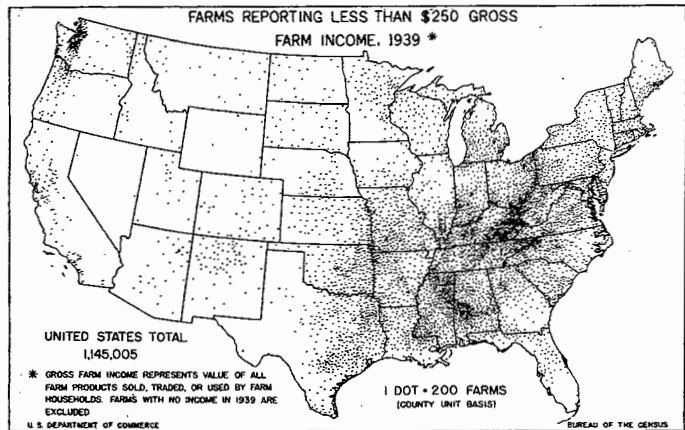 FARMS REPORTING LESS THAN $250 GROSS
FARM INCOME, 1939 *
UNITED STATES TOTAL
1,145,005
* GROSS FARM INCOME REPRESENTS VALUE OF ALL
FARM PRODUCTS SOLD, TRADED, OR USED BY FARM
HOUSEHOLDS. FARMS WITH NO INCOME IN 1939 ARE
EXCLUDED
U. S. DEPARTMENT OF COMMERCE
1 DOT = 200 FARMS
(COUNTY UNIT BASIS)
BUREAU OF THE CENSUS